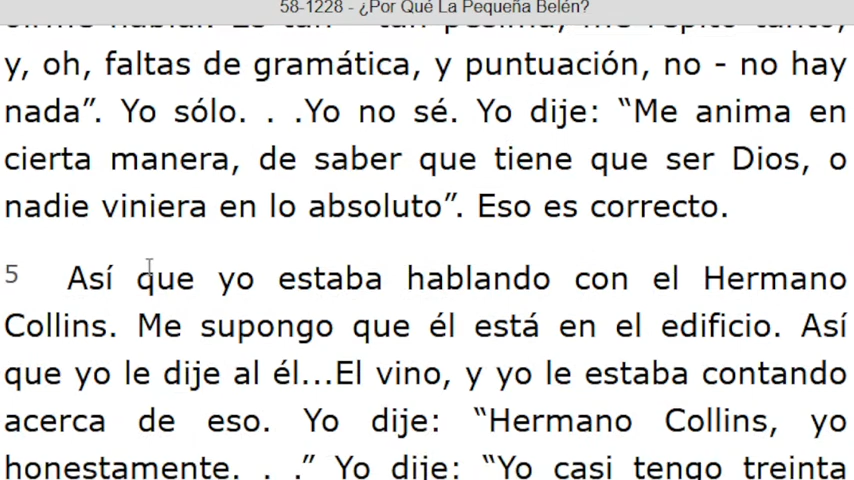 58-1228 - ¿Por Qué La Pequeña Belén?
y, oh, faltas de gramática, y puntuación, no - no hay
nada”. Yo sólo. . .Yo no sé. Yo dije: “Me anima en
cierta manera, de saber que tiene que ser Dios, o
nadie viniera en lo absoluto”. Eso es correcto.
5 Así que yo estaba hablando con el Hermano
Collins. Me supongo que él está en el edificio. Así
que yo le dije al él...El vino, y yo le estaba contando
acerca de eso. Yo dije: “Hermano Collins, yo
honestamente. . .” Yo dije: “Yo casi tengo treinta